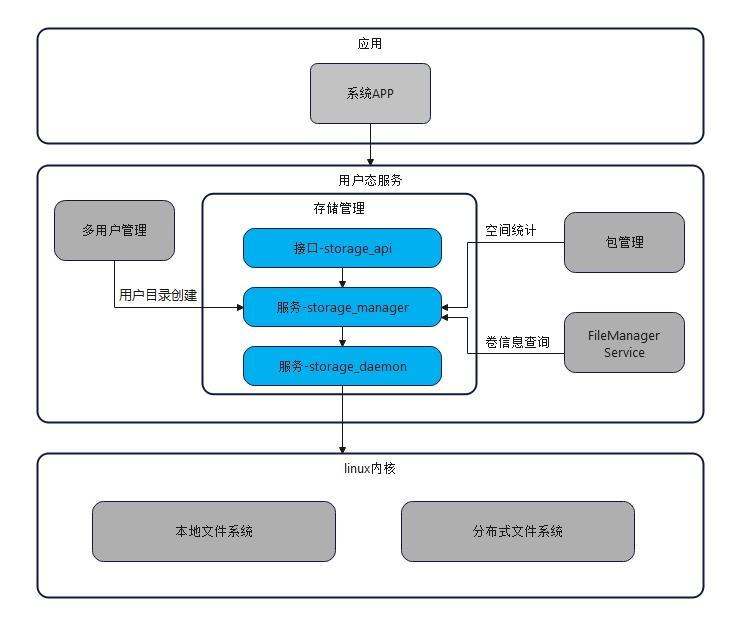 应用
系统APP
用户态服务
存储管理
多用户管理
接口-storage_api
空间统计
包管理
用户目录创建
服务-storage_manager
卷信息查询
FileManager
Service
服务-storage_daemon
linux内核
本地文件系统
分布式文件系统